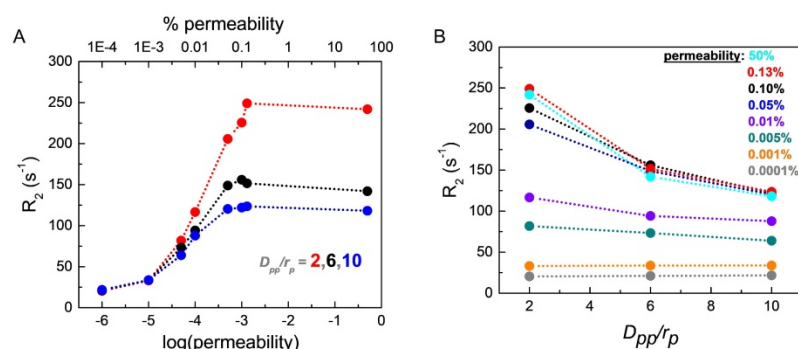 A
% permeability
1E-4 1E-3 0.01 0.1 1 10 100
300
250
200
150
100
50
0
R2 (s-1)
Dpp/rp = 2,6,10
-6 -5 -4 -3 -2 -1 0
log(permeability)
B
300
250
200
150
100
50
0
R2 (s-1)
permeability: 50%
0.13%
0.10%
0.05%
0.01%
0.005%
0.001%
0.0001%
2 4 6 8 10
Dpp/rp